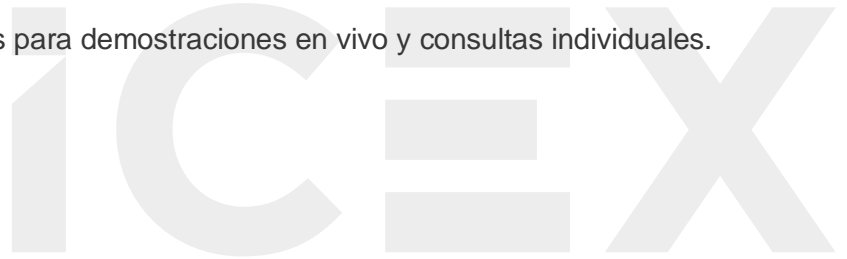 s para demostraciones en vivo y consultas individuales.
iCEX